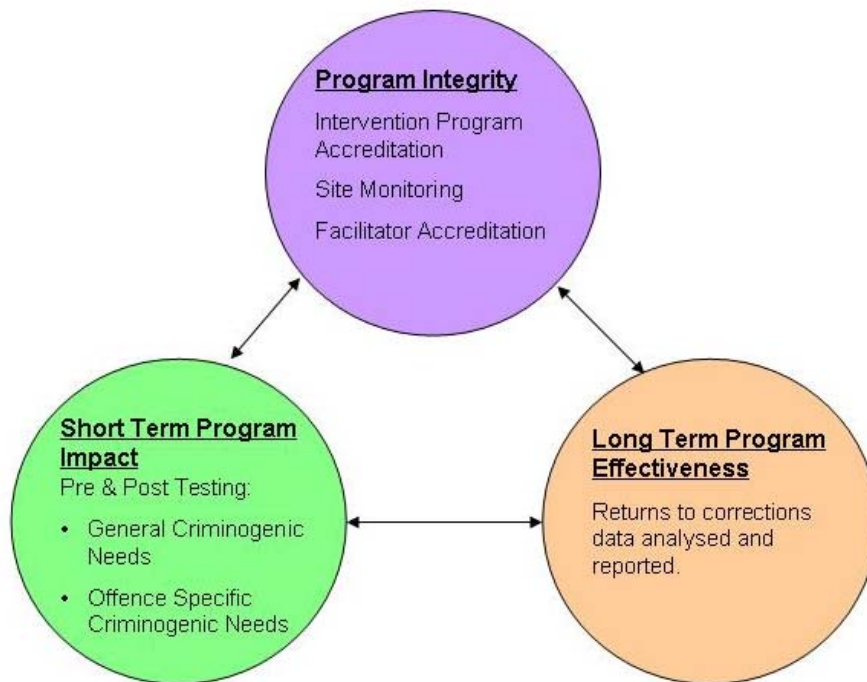 Program Integrity
Intervention Program
Accreditation
Site Monitoring
Facilitator Accreditation
Short Term Program
Impact
Pre & Post Testing:
• General Criminogenic
Needs
• Offence Specific
Criminogenic Needs
Long Term Program
Effectiveness
Returns to corrections
data analysed and
reported.